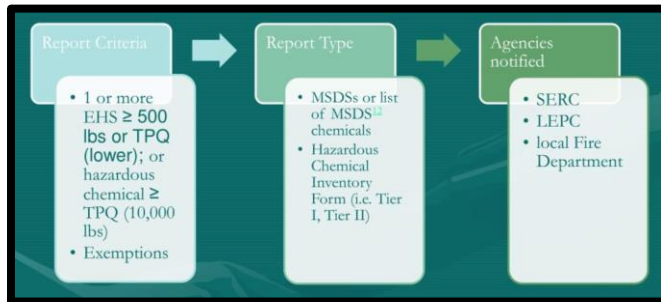 Report Criteria
• 1 or more
EHS ≥ 500
lbs or TPQ
(lower); or
hazardous
chemical ≥
TPQ (10,000
lbs)
• Exemptions
Report Type
• MSDSs or list
of MSDS12
chemicals
• Hazardous
Chemical
Inventory
Form (i.e. Tier
I, Tier II)
Agencies
notified
• SERC
• LEPC
• local Fire
Department